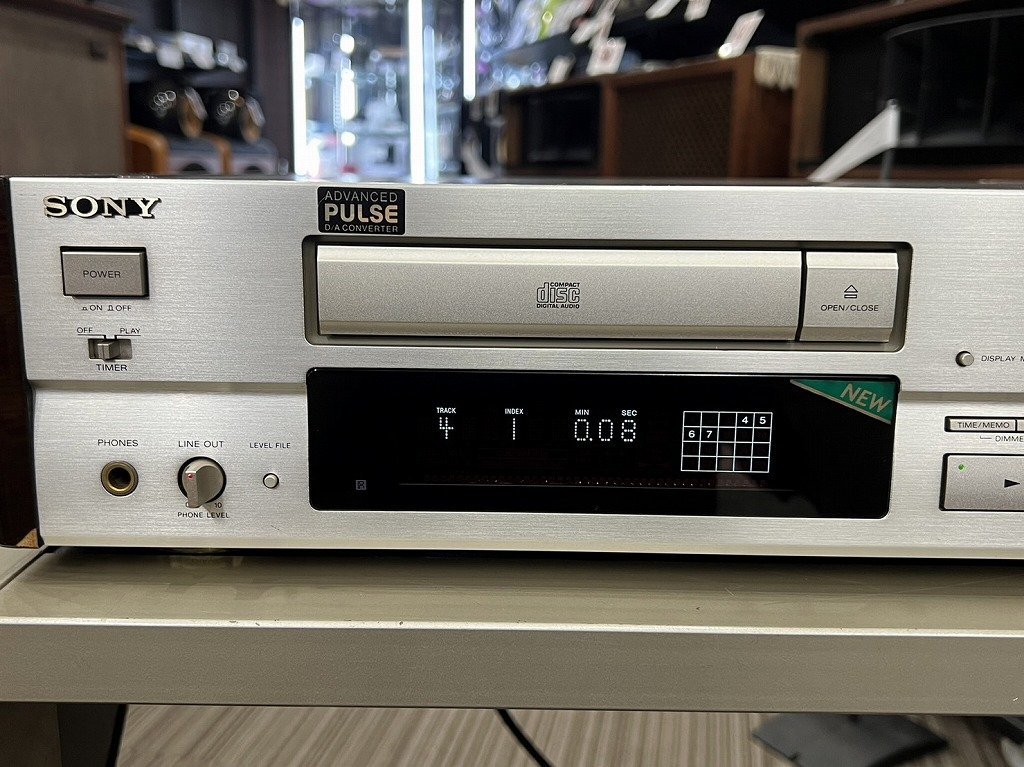 SONY
ADVANCED
PULSE
D/A CONVERTER
POWER
ON OFF
OFF PLAY
TIMER
COMPACT
disc
DIGITAL AUDIO
OPEN/CLOSE
DISPLAY M
NEW
TRACK INDEX MIN SEC
4 1 0.08
4 5
6 7
PHONES
LINE OUT
LEVEL FILE
10
PHONE LEVEL
TIME/MEMO
DIMME